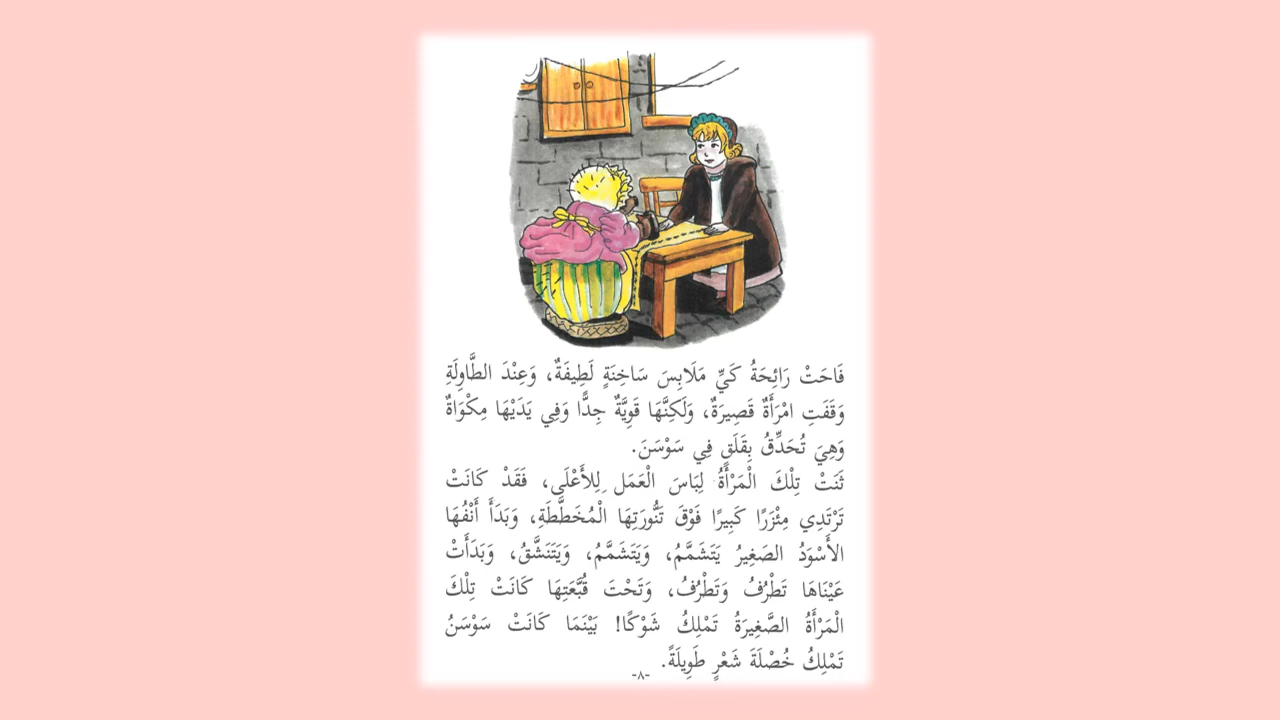 فَاحَتْ رَائِحَةُ كَيِّ مَلَابِسَ سَاخِنَةٍ لَطِيفَةٌ، وَعِنْدَ الطَّاوِلَةِ
وَقَفَتِ امْرَأَةٌ قَصِيرَةٌ، وَلَكِنَّهَا قَوِيَّةٌ جِدًّا وَفِي يَدَيْهَا مِكْوَاةٌ
وَهِيَ تُحَدِّقُ بِقَلَقٍ فِي سَوْسَنَ.
ثَنَتْ تِلْكَ الْمَرْأَةُ لِبَاسَ الْعَمَلِ لِلأَعْلَى، فَقَدْ كَانَتْ
تَرْتَدِي مِئْزَرًا كَبِيرًا فَوْقَ تَنُّورَتِهَا الْمُخَطَّطَةِ، وَبَدَأَ أَنْفُهَا
الأَسْوَدُ الصَغِيرُ يَتَشَمَّمُ، وَيَتَشَمَّمُ، وَيَتَنَشَّقُ، وَبَدَأَتْ
عَيْنَاهَا تَطْرُفُ وَتَطْرُفُ، وَتَحْتَ قُبَّعَتِهَا كَانَتْ تِلْكَ
الْمَرْأَةُ الصَّغِيرَةُ تَمْلِكُ شَوْكًا! بَيْنَمَا كَانَتْ سَوْسَنُ
تَمْلِكُ خُصْلَةَ شَعْرٍ طَوِيلَةً.
-٨-